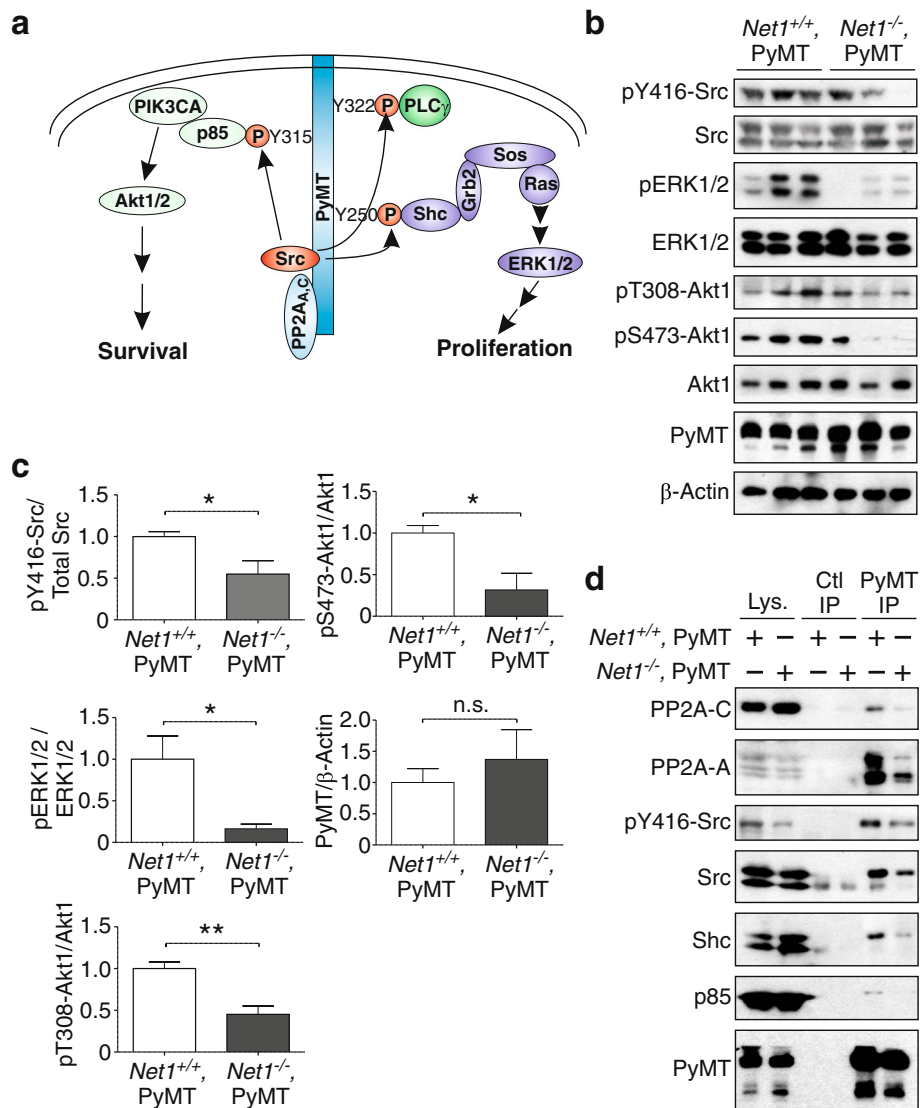 a
PIK3CA
p85
P
Y315
Akt1/2
Survival
Y322
P
PLCγ
PyMT
Y250
P
Shc
Grb2
Sos
Ras
ERK1/2
Proliferation
Src
PP2A A,C
b
Net1+/+, PyMT
Net1-/-, PyMT
pY416-Src
Src
pERK1/2
ERK1/2
pT308-Akt1
pS473-Akt1
Akt1
PyMT
β-Actin
c
pY416-Src/
Total Src
1.5
1.0
0.5
0
*
Net1+/+,
PyMT
Net1-/-,
PyMT
pS473-Akt1/Akt1
1.5
1.0
0.5
0
*
Net1+/+,
PyMT
Net1-/-,
PyMT
pERK1/2 /
ERK1/2
1.5
1.0
0.5
0
*
Net1+/+,
PyMT
Net1-/-,
PyMT
PyMT/β-Actin
2.0
1.5
1.0
0.5
0
n.s.
Net1+/+,
PyMT
Net1-/-,
PyMT
pT308-Akt1/Akt1
1.5
1.0
0.5
0
**
Net1+/+,
PyMT
Net1-/-,
PyMT
d
Lys.
Ctl
IP
PyMT
IP
Net1+/+, PyMT + − + − + −
Net1-/-, PyMT − + − + − +
PP2A-C
PP2A-A
pY416-Src
Src
Shc
p85
PyMT